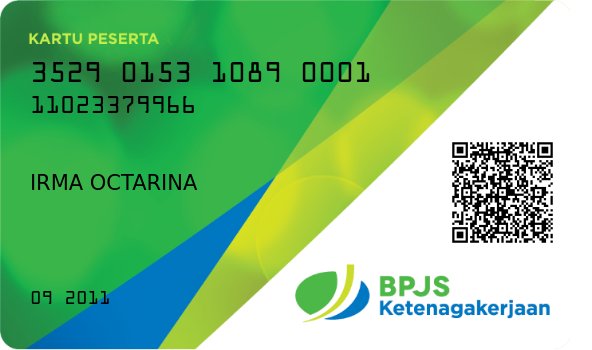 KARTU PESERTA
3529 0153 1089 0001
11023379966
IRMA OCTARINA
09 2011
BPJS
Ketenagakerjaan